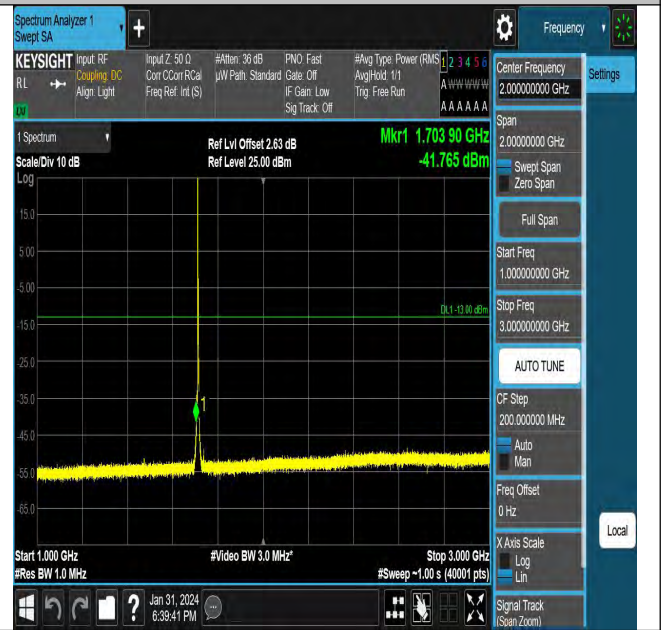 Spectrum Analyzer 1
Swept SA
+
Frequency
KEYSIGHT
RL
Input: RF
Coupling: DC
Align: Light
Input Z: 50 Ω
Corr CCorr RCal
Freq Ref: Int (S)
#Atten: 36 dB
µW Path: Standard
PNO: Fast
Gate: Off
IF Gain: Low
Sig Track: Off
#Avg Type: Power (RMS
Avg|Hold: 1/1
Trig: Free Run
1 2 3 4 5 6
A W W W W W
A A A A A A
1 Spectrum
Scale/Div 10 dB
Log
Ref Lvl Offset 2.63 dB
Ref Level 25.00 dBm
Mkr1 1.703 90 GHz
-41.765 dBm
15.0
5.00
-5.00
-15.0
-25.0
-35.0
-45.0
-55.0
-65.0
DL1 -13.00 dBm
1
Start 1.000 GHz
#Res BW 1.0 MHz
#Video BW 3.0 MHz*
Stop 3.000 GHz
#Sweep ~1.00 s (40001 pts)
Jan 31, 2024
6:39:41 PM
?
Center Frequency
2.00000000 GHz
Settings
Span
2.00000000 GHz
Swept Span
Zero Span
Full Span
Start Freq
1.000000000 GHz
Stop Freq
3.000000000 GHz
AUTO TUNE
CF Step
200.000000 MHz
Auto
Man
Freq Offset
0 Hz
X Axis Scale
Log
Lin
Local
Signal Track
(Span Zoom)